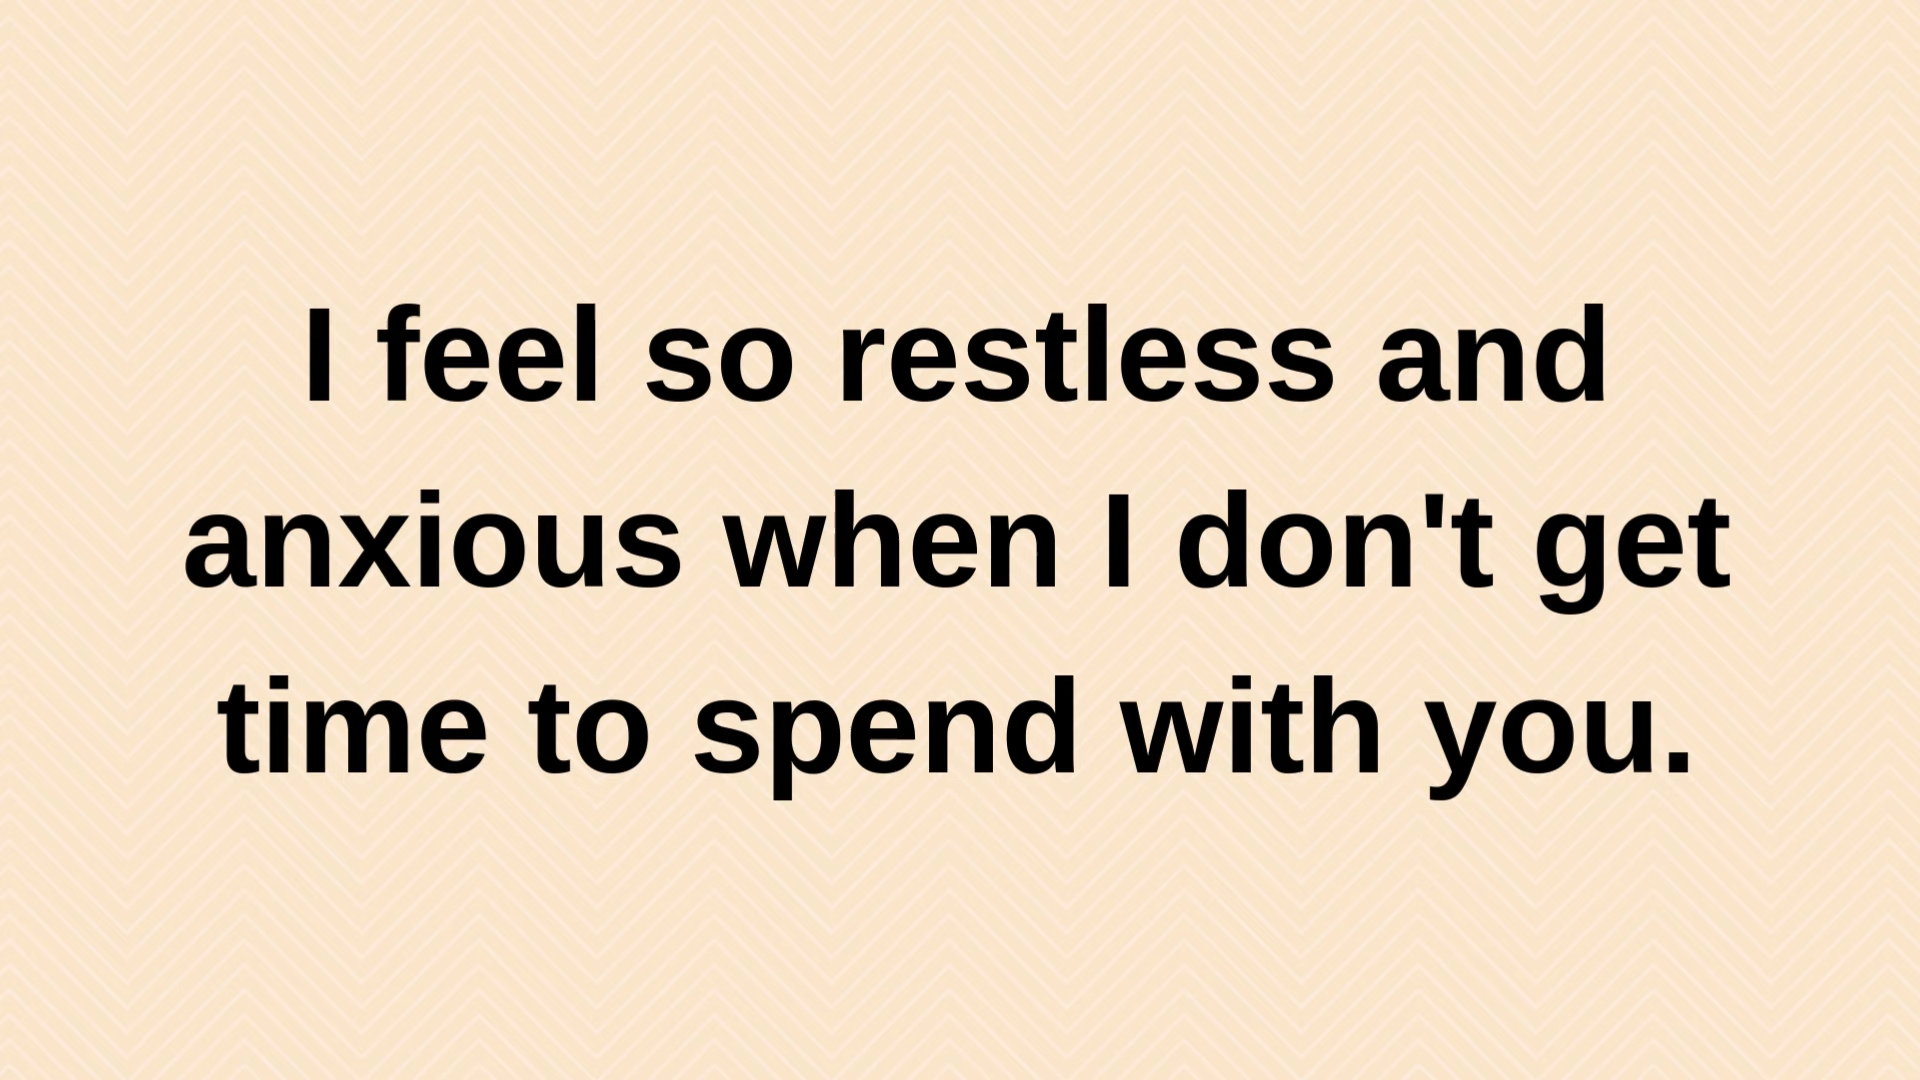 I feel so restless and
anxious when I don't get
time to spend with you.